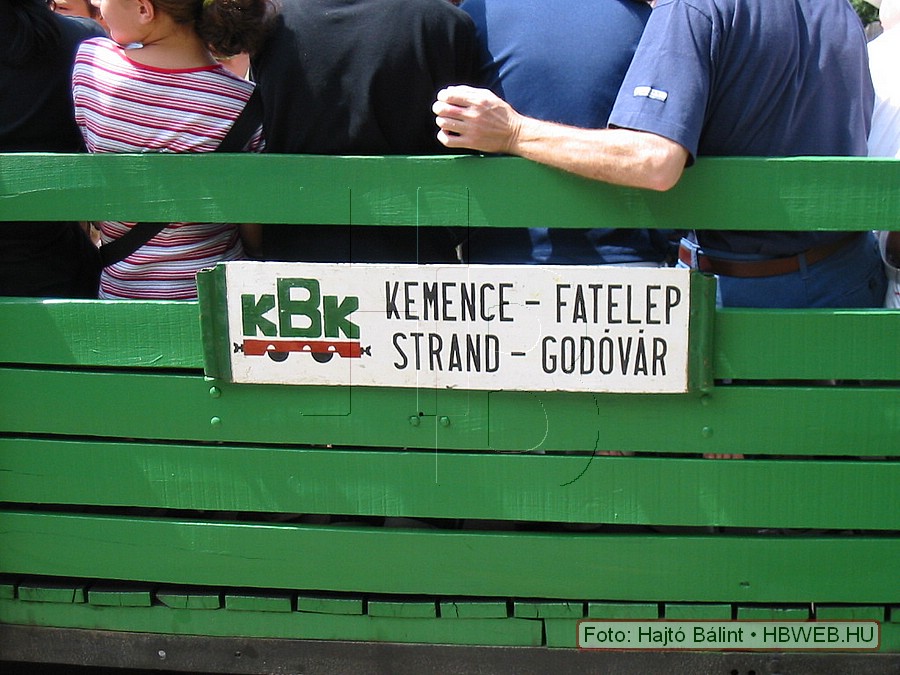 KBK
KEMENCE - FATELEP
STRAND - GODÓVÁR
Foto: Hajtó Bálint • HBWEB.HU